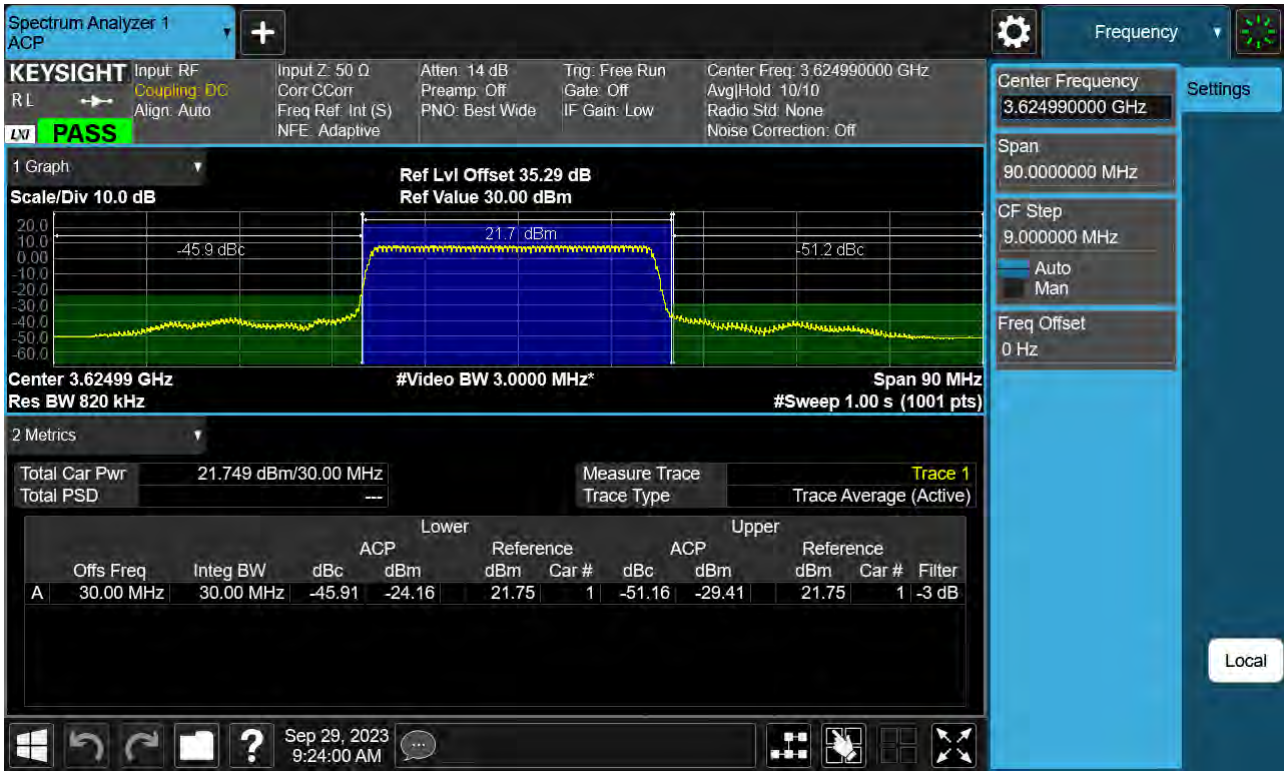 Spectrum Analyzer 1
ACP
+
Frequency
KEYSIGHT
R L
LXI PASS
Input: RF
Coupling: DC
Align: Auto
Input Z: 50 Ω
Corr CCorr
Freq Ref: Int (S)
NFE: Adaptive
Atten: 14 dB
Preamp: Off
PNO: Best Wide
Trig: Free Run
Gate: Off
IF Gain: Low
Center Freq: 3.624990000 GHz
Avg|Hold: 10/10
Radio Std: None
Noise Correction: Off
Center Frequency
3.624990000 GHz
Settings
Span
90.0000000 MHz
CF Step
9.000000 MHz
Auto
Man
Freq Offset
0 Hz
1 Graph
Scale/Div 10.0 dB
Ref Lvl Offset 35.29 dB
Ref Value 30.00 dBm
20.0
10.0
0.00
-10.0
-20.0
-30.0
-40.0
-50.0
-60.0
-45.9 dBc
21.7 dBm
-51.2 dBc
Center 3.62499 GHz #Video BW 3.0000 MHz* Span 90 MHz
Res BW 820 kHz #Sweep 1.00 s (1001 pts)
2 Metrics
Total Car Pwr 21.749 dBm/30.00 MHz Measure Trace Trace 1
Total PSD --- Trace Type Trace Average (Active)
Lower Upper
ACP Reference ACP Reference
Offs Freq Integ BW dBc dBm dBm Car # dBc dBm dBm Car # Filter
A 30.00 MHz 30.00 MHz -45.91 -24.16 21.75 1 -51.16 -29.41 21.75 1 -3 dB
Local
?
Sep 29, 2023
9:24:00 AM